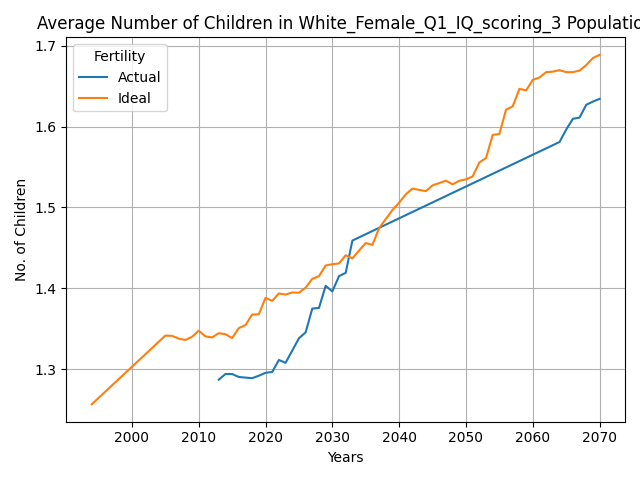 Average Number of Children in White_Female_Q1_IQ_scoring_3 Populatio
Fertility
Actual
Ideal
No. of Children
1.7
1.6
1.5
1.4
1.3
2000 2010 2020 2030 2040 2050 2060 2070
Years